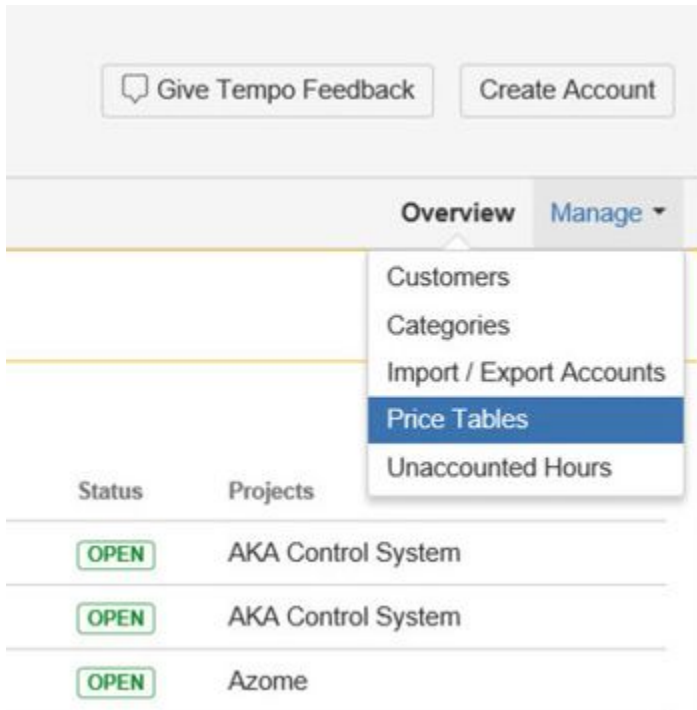 Give Tempo Feedback Create Account
Overview Manage
Customers
Categories
Import / Export Accounts
Price Tables
Unaccounted Hours
Status Projects
OPEN AKA Control System
OPEN AKA Control System
OPEN Azome